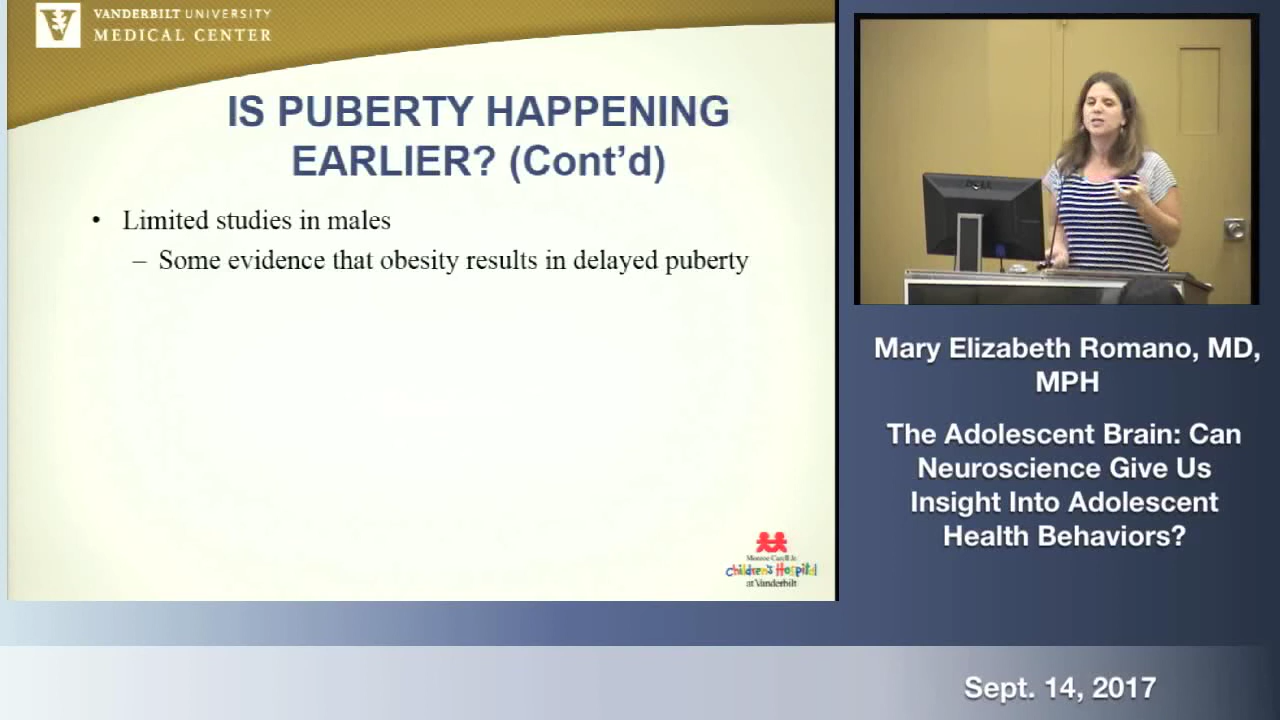 VANDERBILT UNIVERSITY
MEDICAL CENTER
IS PUBERTY HAPPENING
EARLIER? (Cont’d)
• Limited studies in males
– Some evidence that obesity results in delayed puberty
Monroe Carell Jr.
Children's Hospital
at Vanderbilt
DELL
Mary Elizabeth Romano, MD,
MPH
The Adolescent Brain: Can
Neuroscience Give Us
Insight Into Adolescent
Health Behaviors?
Sept. 14, 2017